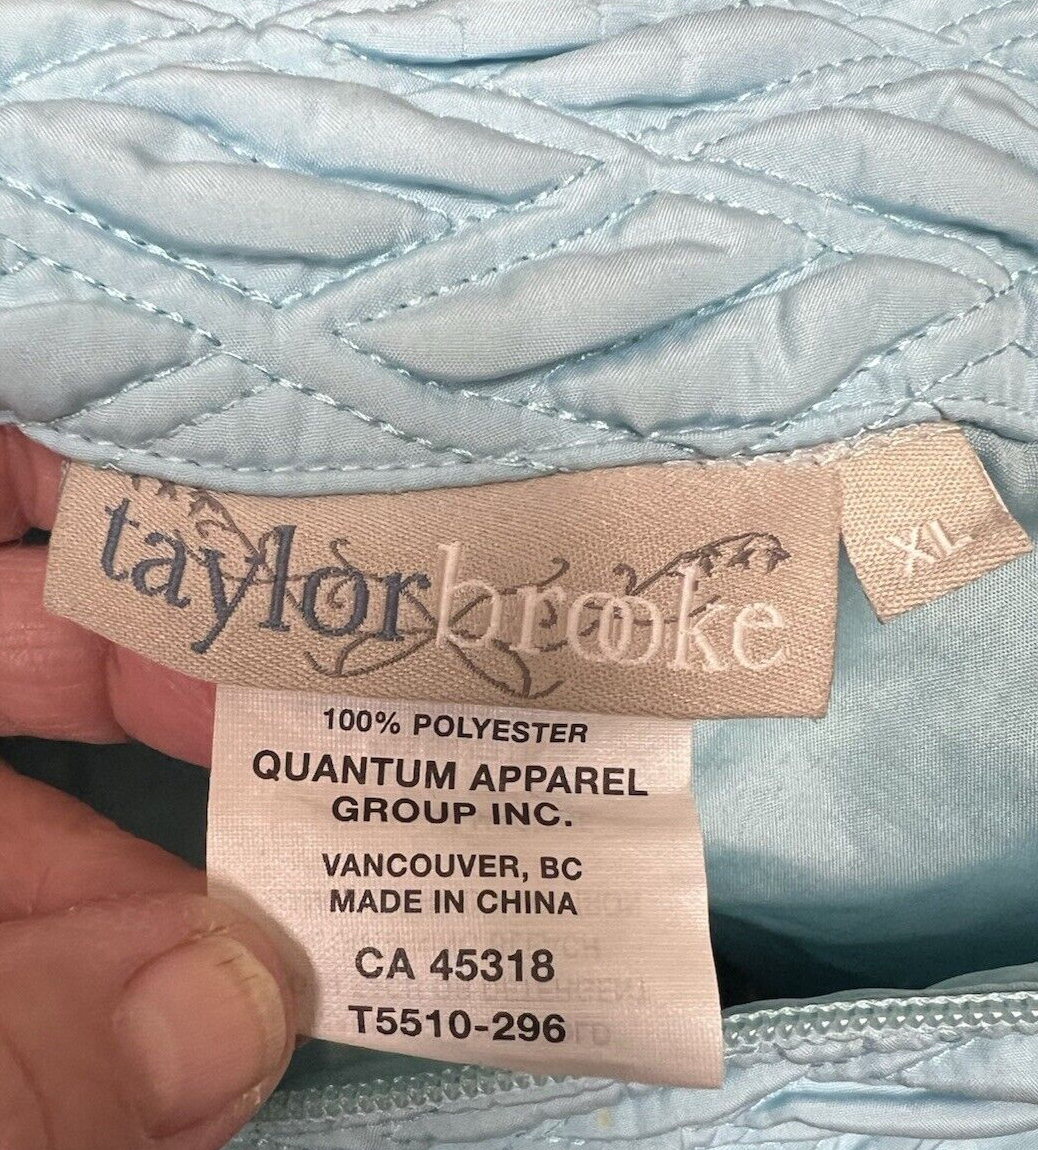 taylorbrooke
XL
100% POLYESTER
QUANTUM APPAREL
GROUP INC.
VANCOUVER, BC
MADE IN CHINA
CA 45318
T5510-296